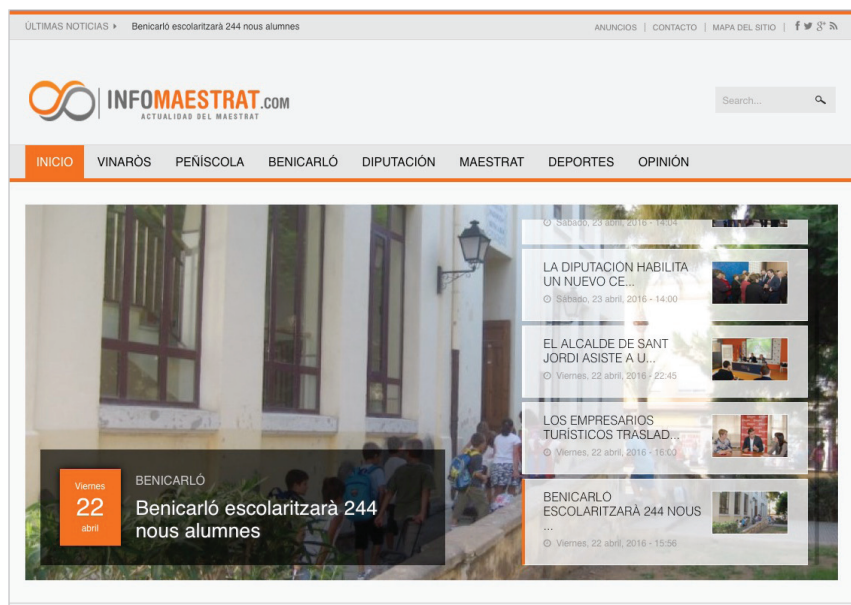 ÚLTIMAS NOTICIAS Benicarló escolaritzarà 244 nous alumnes
ANUNCIOS | CONTACTO | MAPA DEL SITIO |
INFOMAESTRAT.COM
ACTUALIDAD DEL MAESTRAT
Search...
INICIO VINARÒS PEÑÍSCOLA BENICARLÓ DIPUTACIÓN MAESTRAT DEPORTES OPINIÓN
Sábado, 23 abril, 2016 - 14:04
LA DIPUTACIÓN HABILITA
UN NUEVO CE...
Sábado, 23 abril, 2016 - 14:00
EL ALCALDE DE SANT
JORDI ASISTE A U...
Viernes, 22 abril, 2016 - 22:45
LOS EMPRESARIOS
TURÍSTICOS TRASLAD...
Viernes, 22 abril, 2016 - 16:00
BENICARLO
ESCOLARITZARÀ 244 NOUS
...
Viernes, 22 abril, 2016 - 15:56
Viernes
22
abril
BENICARLÓ
Benicarló escolaritzarà 244
nous alumnes